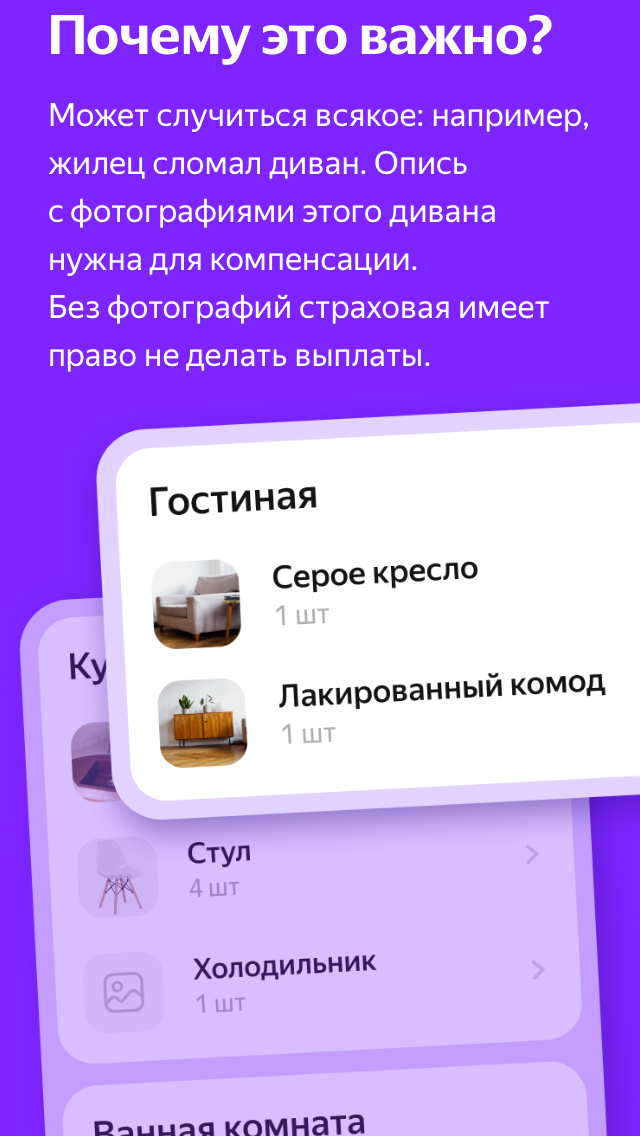 Почему это важно?
Может случиться всякое: например,
жилец сломал диван. Опись
с фотографиями этого дивана
нужна для компенсации.
Без фотографий страховая имеет
право не делать выплаты.
Гостиная
Серое кресло
1 шт
Лакированный комод
1 шт
Ку
Стул
4 шт
Холодильник
1 шт
Ванная комната